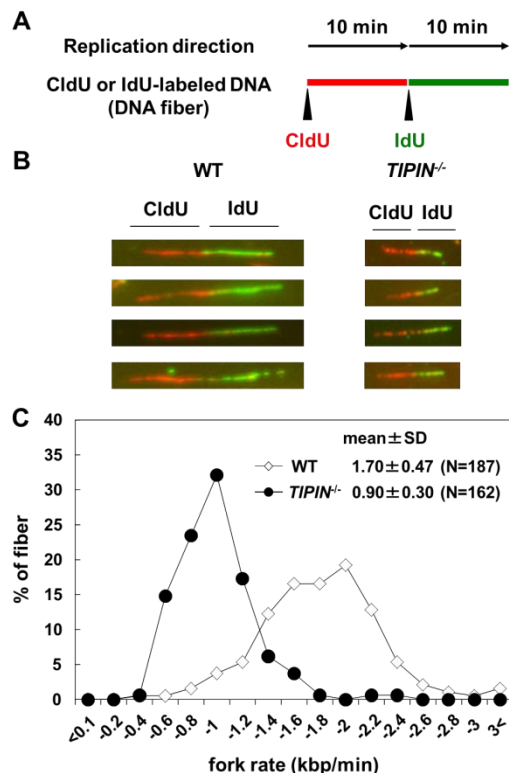 A
10 min 10 min
Replication direction
CldU or IdU-labeled DNA
(DNA fiber)
CldU IdU
B
WT TIPIN-/-
CldU IdU CldU IdU
C
mean±SD
WT 1.70±0.47 (N=187)
TIPIN-/- 0.90±0.30 (N=162)
% of fiber
40
35
30
25
20
15
10
5
0
<0.1 -0.2 -0.4 -0.6 -0.8 -1 -1.2 -1.4 -1.6 -1.8 -2 -2.2 -2.4 -2.6 -2.8 -3 3<
fork rate (kbp/min)